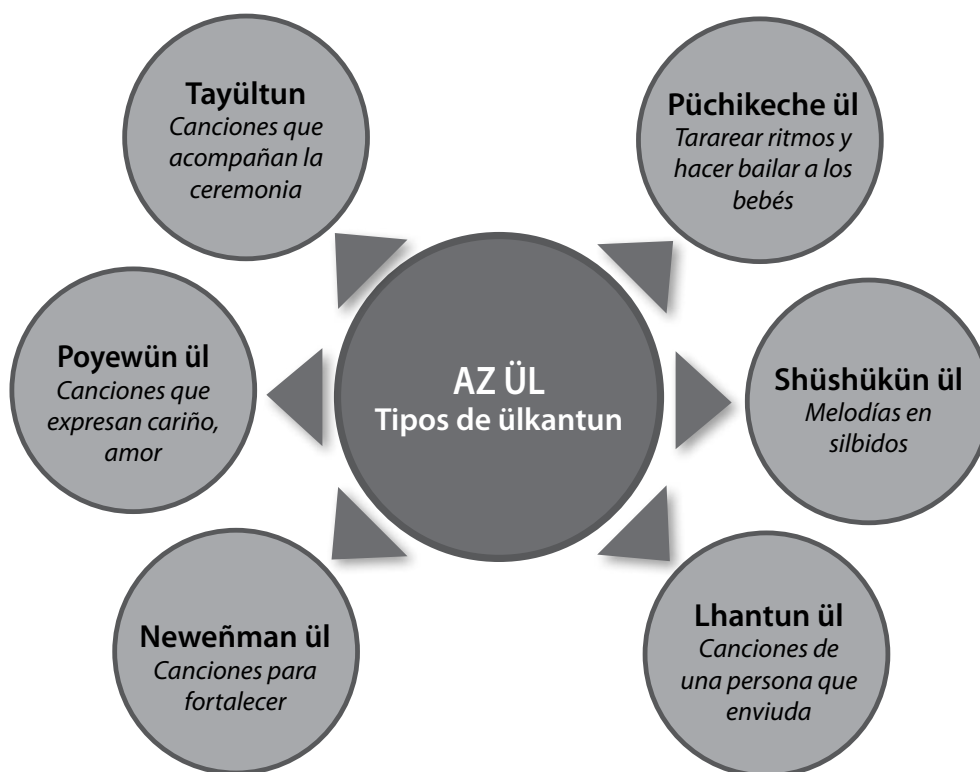 Tayültun
Canciones que
acompañan la
ceremonia
Püchikeche ül
Tararear ritmos y
hacer bailar a los
bebés
Poyewün ül
Canciones que
expresan cariño,
amor
AZ ÜL
Tipos de ülkantun
Shüshükün ül
Melodías en
silbidos
Neweñman ül
Canciones para
fortalecer
Lhantun ül
Canciones de
una persona que
enviuda